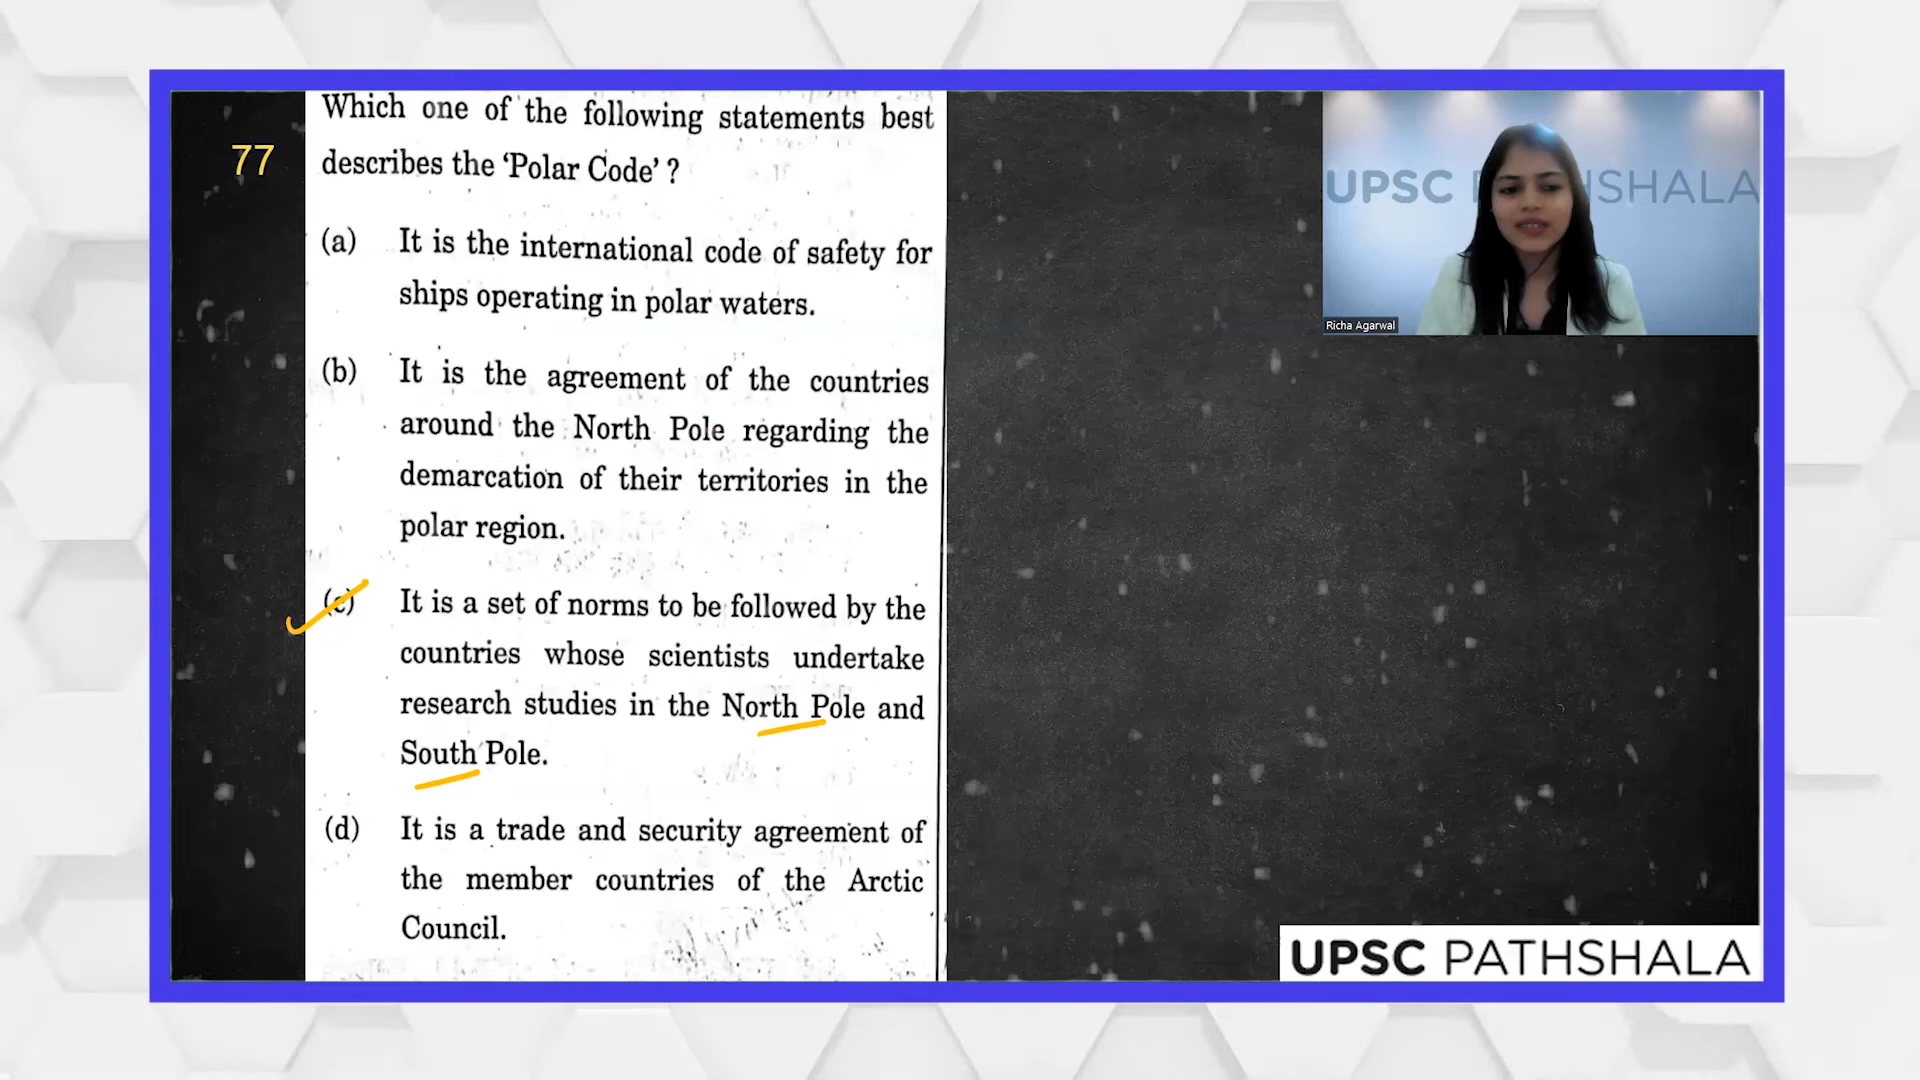 77
Which one of the following statements best
describes the ‘Polar Code’ ?
(a) It is the international code of safety for
ships operating in polar waters.
(b) It is the agreement of the countries
around the North Pole regarding the
demarcation of their territories in the
polar region.
(c) It is a set of norms to be followed by the
countries whose scientists undertake
research studies in the North Pole and
South Pole.
(d) It is a trade and security agreement of
the member countries of the Arctic
Council.
UPSC PATHSHALA
Richa Agarwal
UPSC PATHSHALA